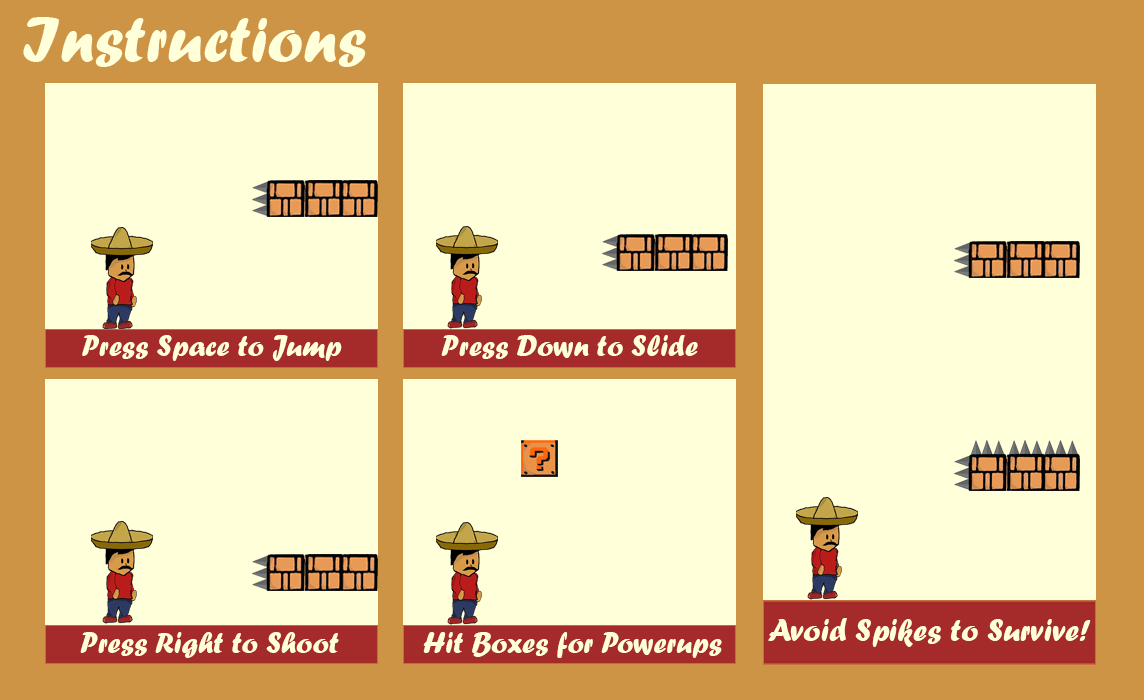 Instructions
Press Space to Jump
Press Down to Slide
Press Right to Shoot
?
Hit Boxes for Powerups
Avoid Spikes to Survive!